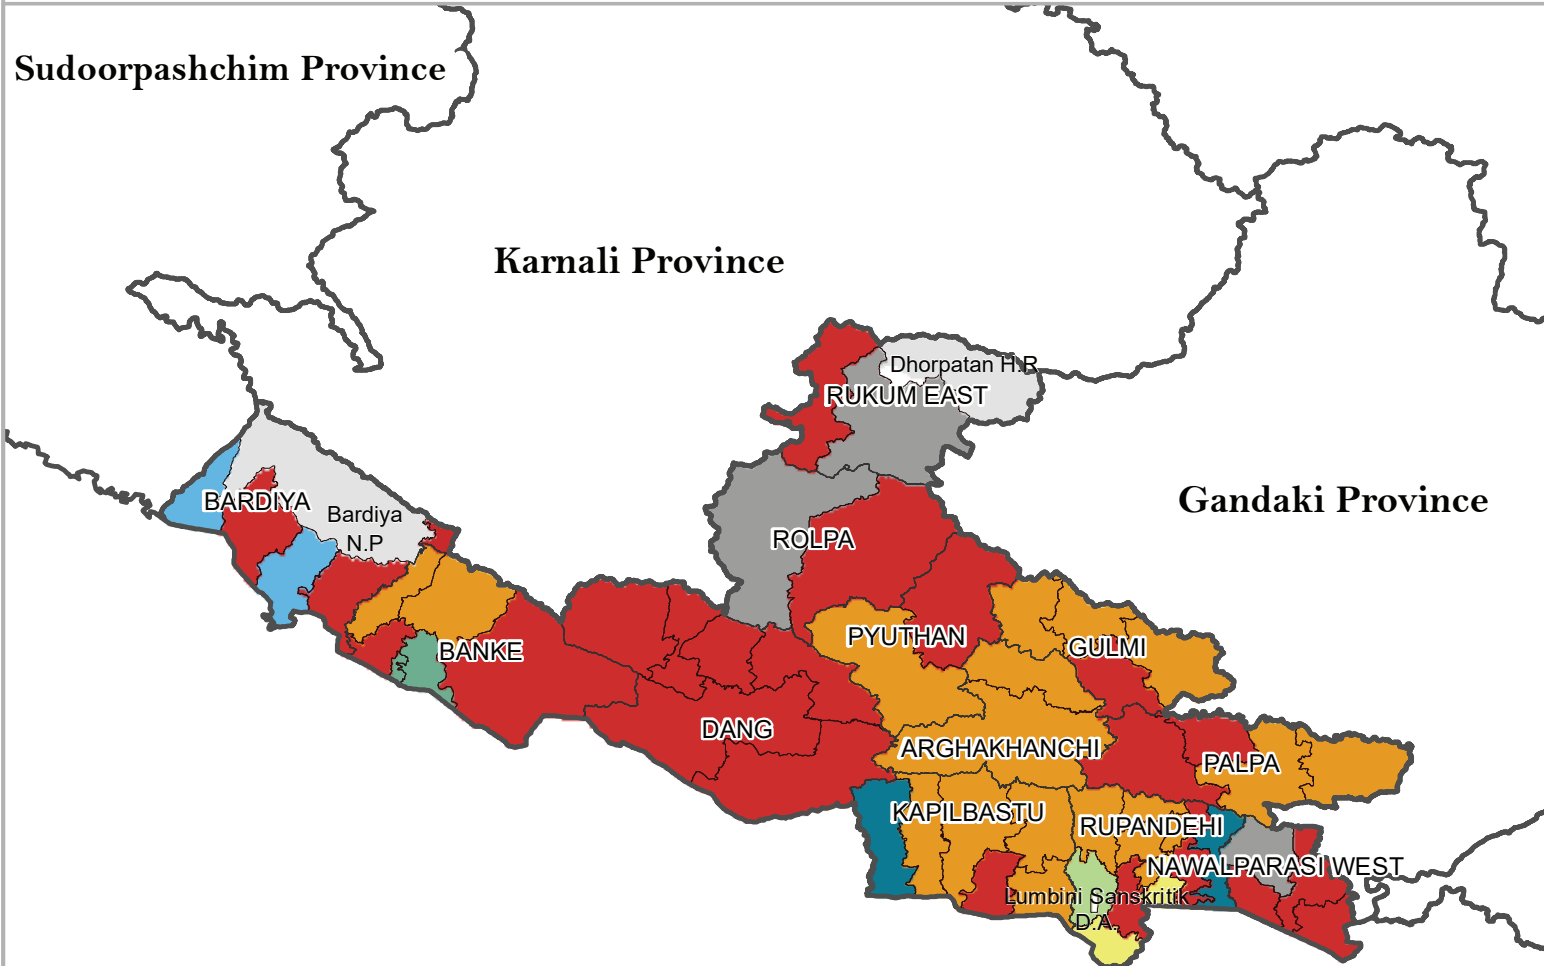 Sudoorpashchim Province
Karnali Province
Dhorpatan H.R
RUKUM EAST
Gandaki Province
BARDIYA
Bardiya
N.P
ROLPA
PYUTHAN
GULMI
BANKE
DANG
ARGHAKHANCHI
PALPA
KAPILBASTU
RUPANDEHI
NAWALPARASI WEST
Lumbini Sanskritik
D.A.